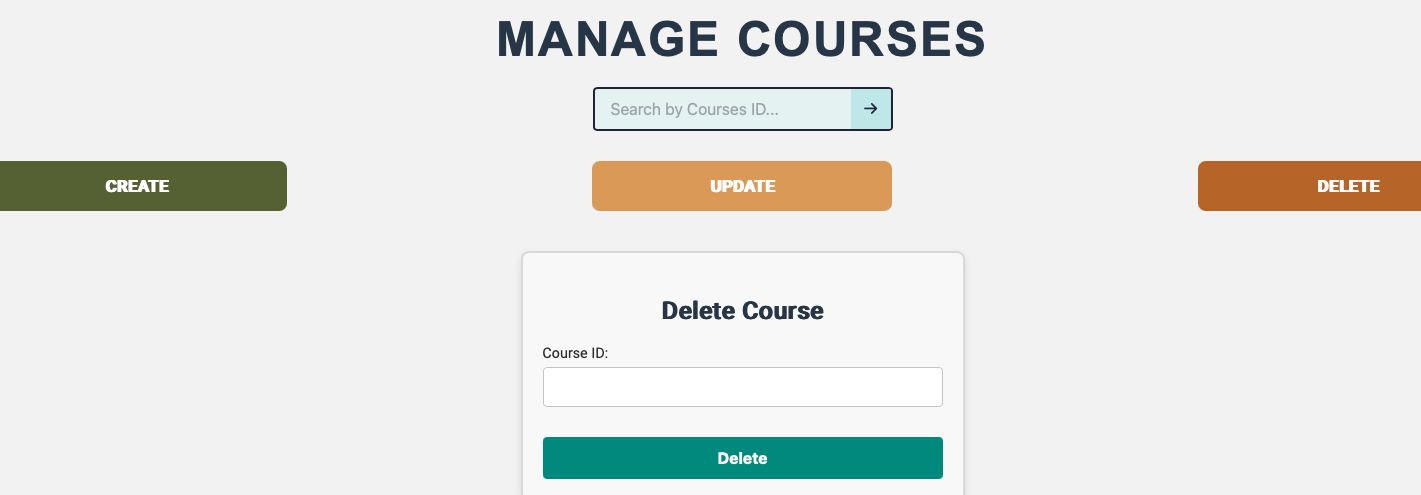 MANAGE COURSES
Search by Courses ID...
CREATE
UPDATE
DELETE
Delete Course
Course ID:
Delete